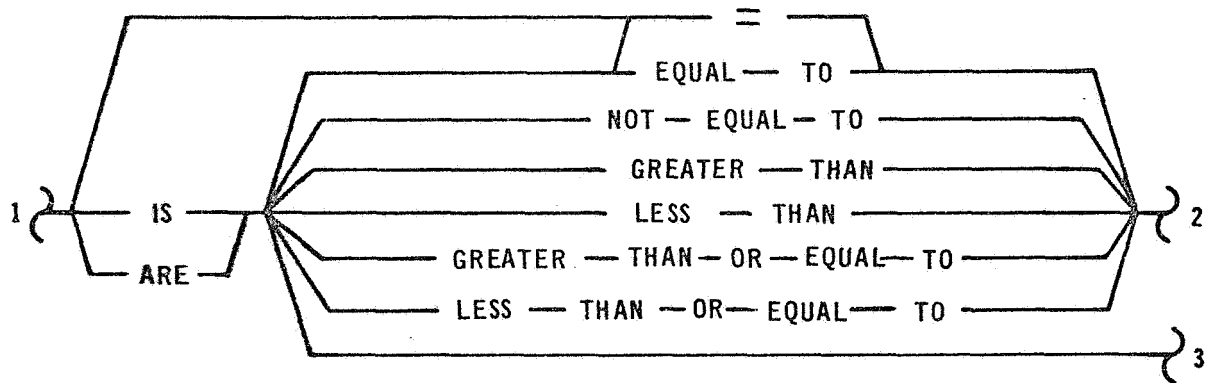 =
EQUAL — TO
NOT — EQUAL — TO
GREATER — THAN
1 IS LESS — THAN 2
ARE GREATER — THAN — OR — EQUAL — TO
LESS — THAN — OR — EQUAL — TO
3